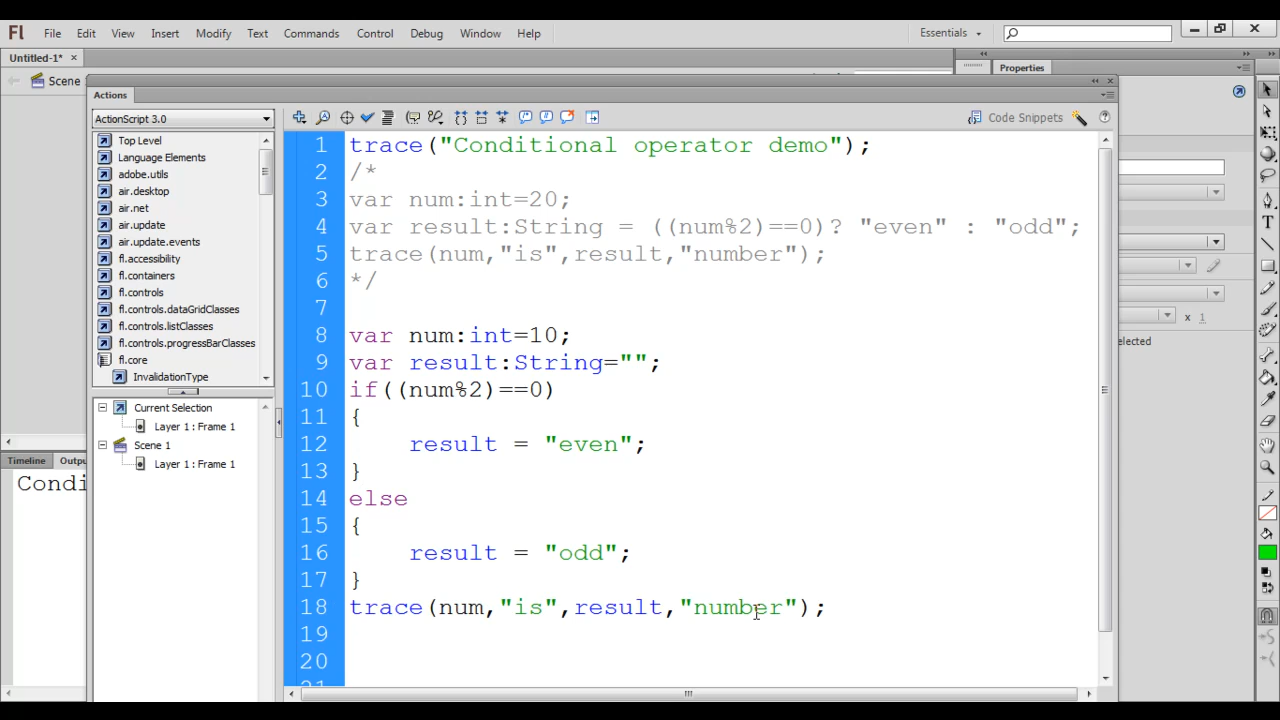 Fl File Edit View Insert Modify Text Commands Control Debug Window Help Essentials
Untitled-1*
Properties
Scene
Actions
ActionScript 3.0
Code Snippets
Top Level
Language Elements
adobe.utils
air.desktop
air.net
air.update
air.update.events
fl.accessibility
fl.containers
fl.controls
fl.controls.dataGridClasses
fl.controls.listClasses
fl.controls.progressBarClasses
fl.core
InvalidationType
Current Selection
Layer 1 : Frame 1
Scene 1
Layer 1 : Frame 1
Timeline Outpu
Condi
1 trace("Conditional operator demo");
2 /*
3 var num:int=20;
4 var result:String = ((num%2)==0)? "even" : "odd";
5 trace(num,"is",result,"number");
6 */
7
8 var num:int=10;
9 var result:String="";
10 if((num%2)==0)
11 {
12 result = "even";
13 }
14 else
15 {
16 result = "odd";
17 }
18 trace(num,"is",result,"number");
19
20
x 1
elected